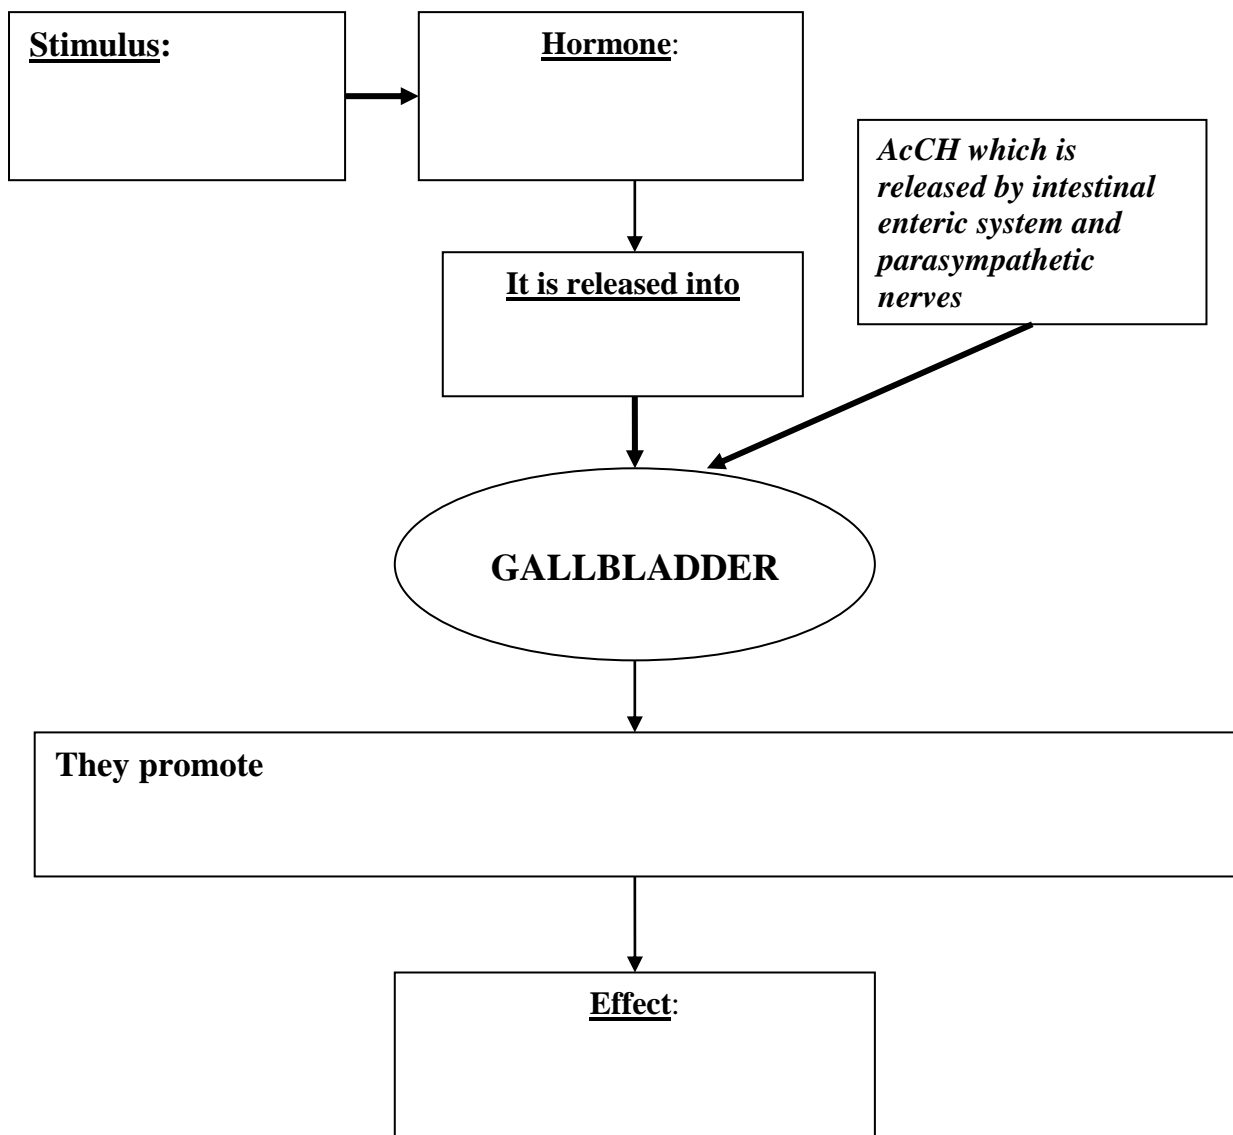 Stimulus:
Hormone:
AcCH which is
released by intestinal
enteric system and
parasympathetic
nerves
It is released into
GALLBLADDER
They promote
Effect: